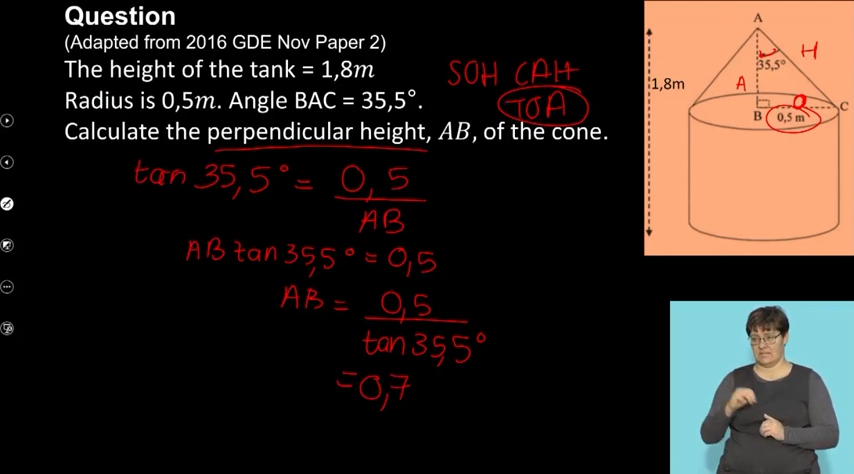 Question
(Adapted from 2016 GDE Nov Paper 2)
The height of the tank = 1,8m
Radius is 0,5m. Angle BAC = 35,5°.
Calculate the perpendicular height, AB, of the cone.
SOH CAH
TOA
tan 35,5° = 0,5
AB
AB tan 35,5° = 0,5
AB = 0,5
tan 35,5°
= 0,7
A
H
35,5°
1,8m
A
O
C
B
0,5 m